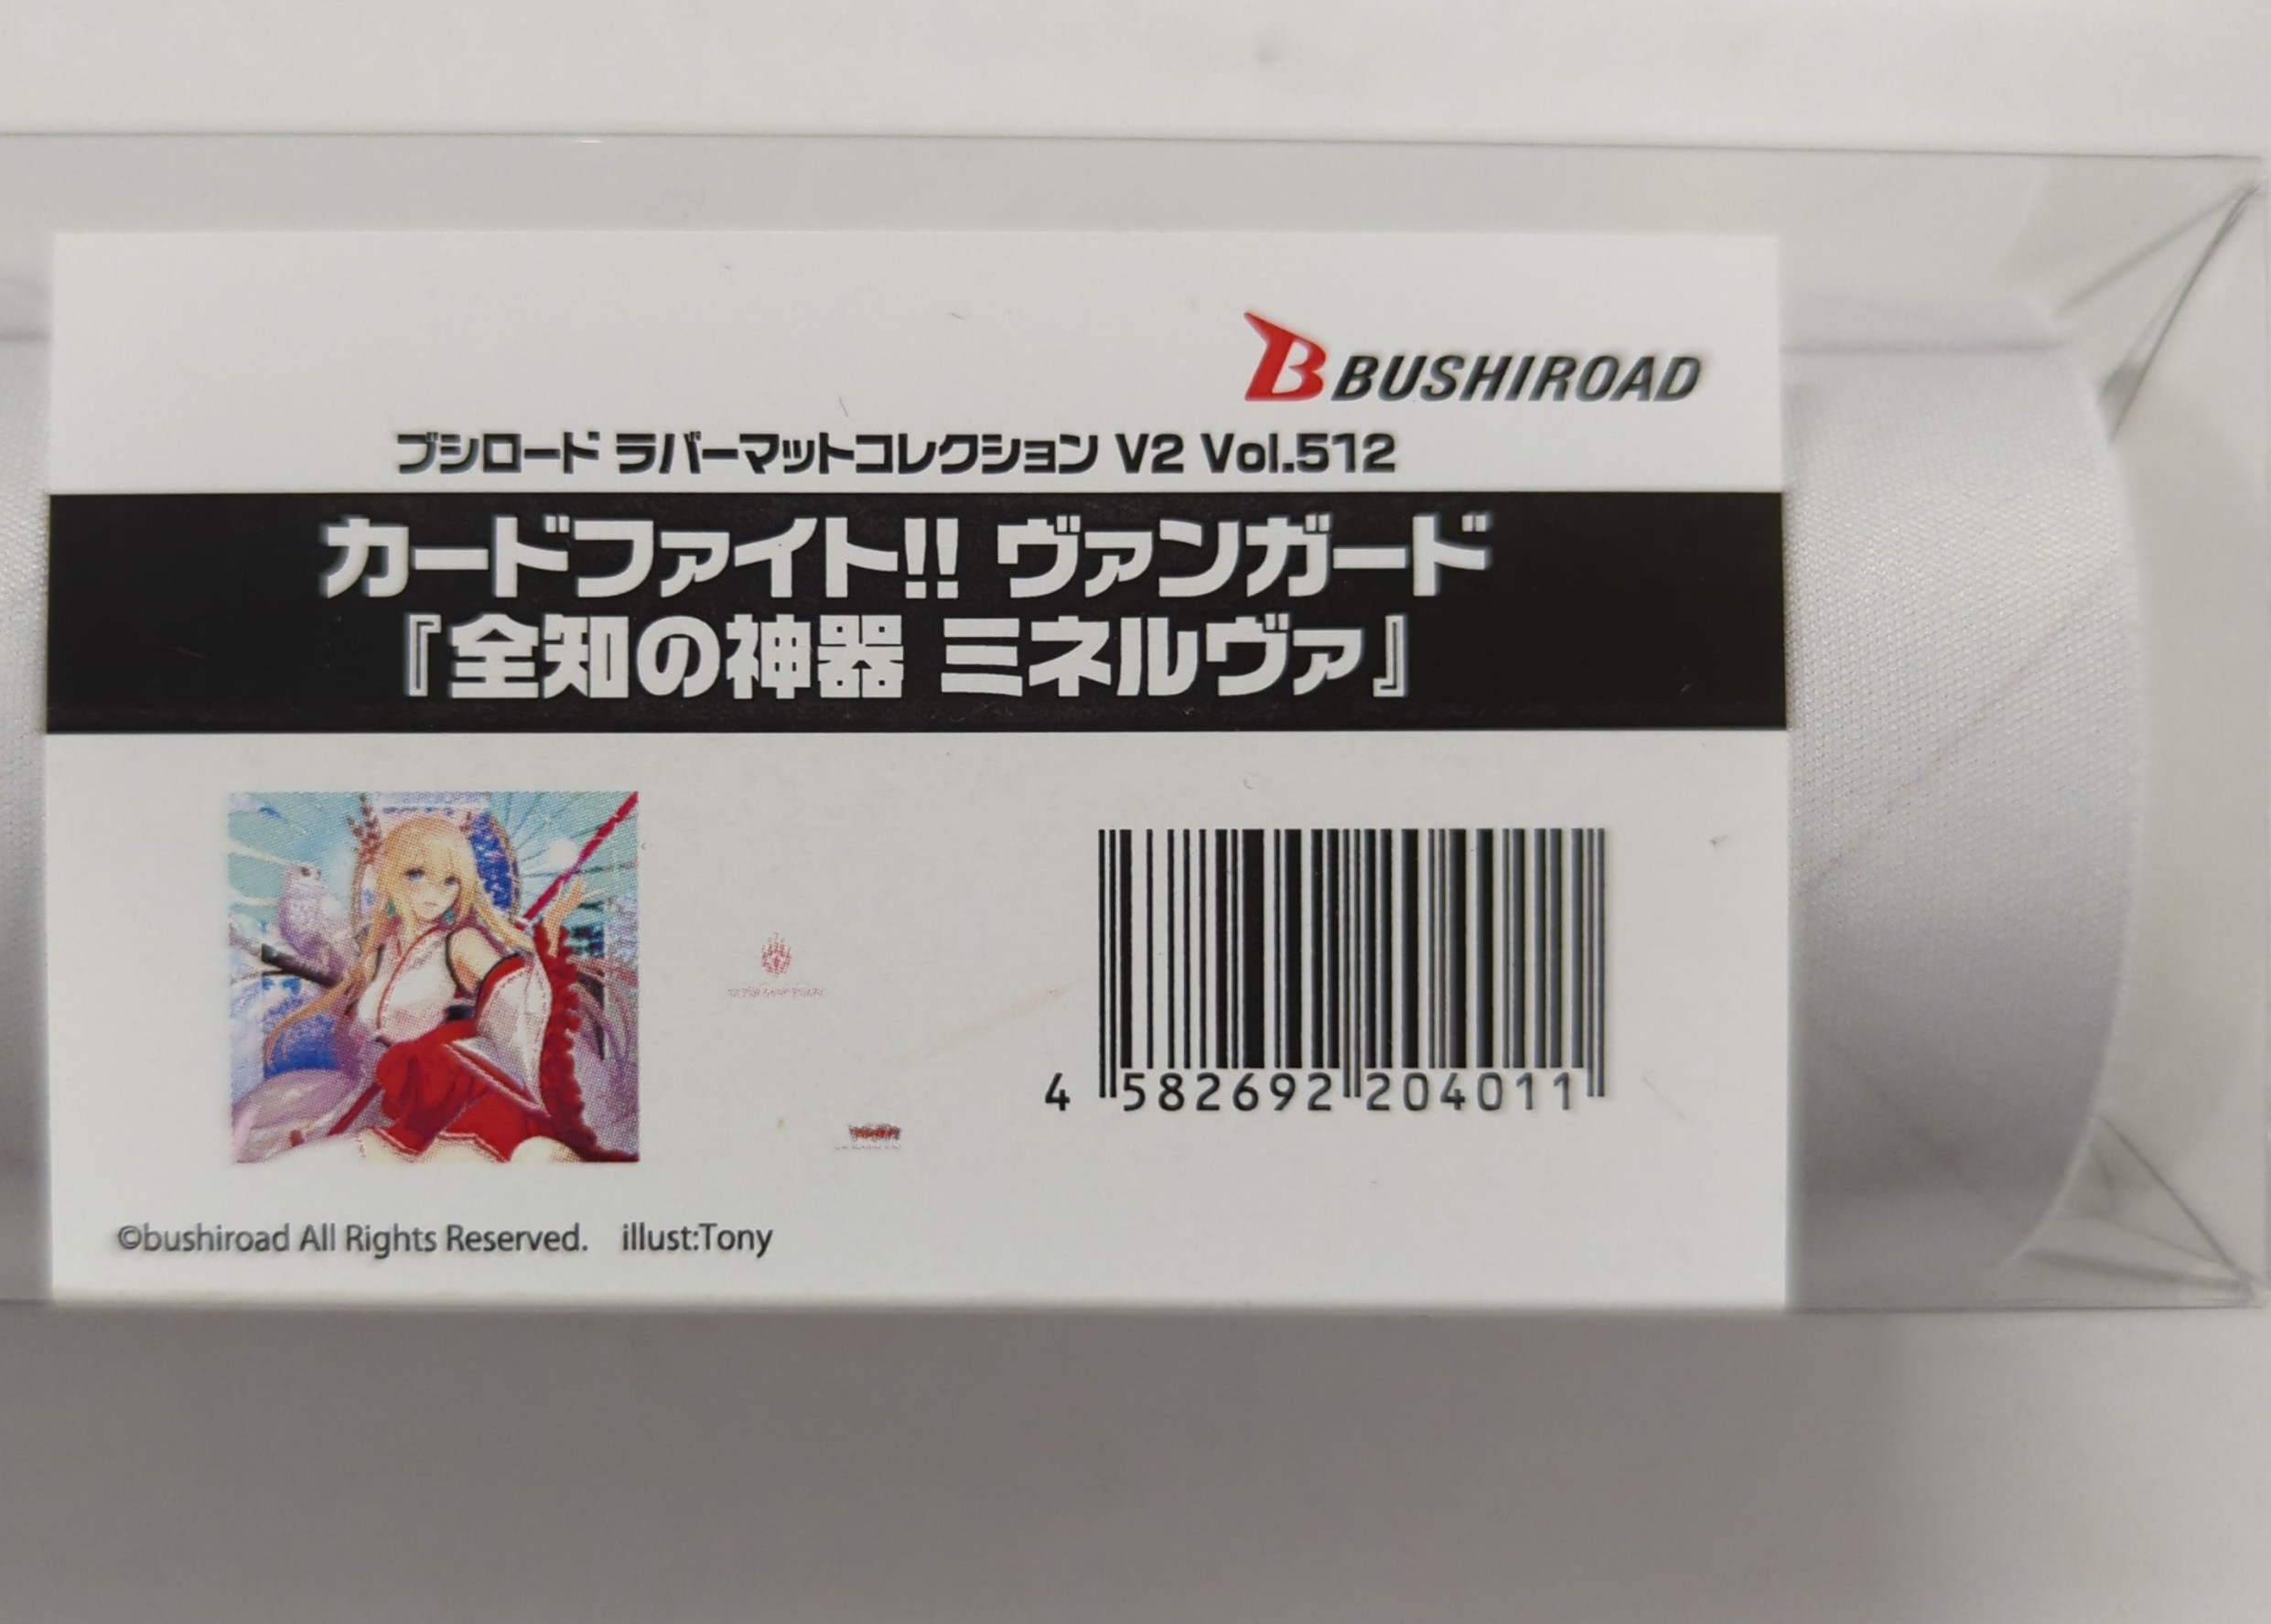 BUSHIROAD
ブシロード ラバーマットコレクション V2 Vol.512
カードファイト!! ヴァンガード
『全知の神器 ミネルヴァ』
4 582692 204011
©bushiroad All Rights Reserved. illust:Tony